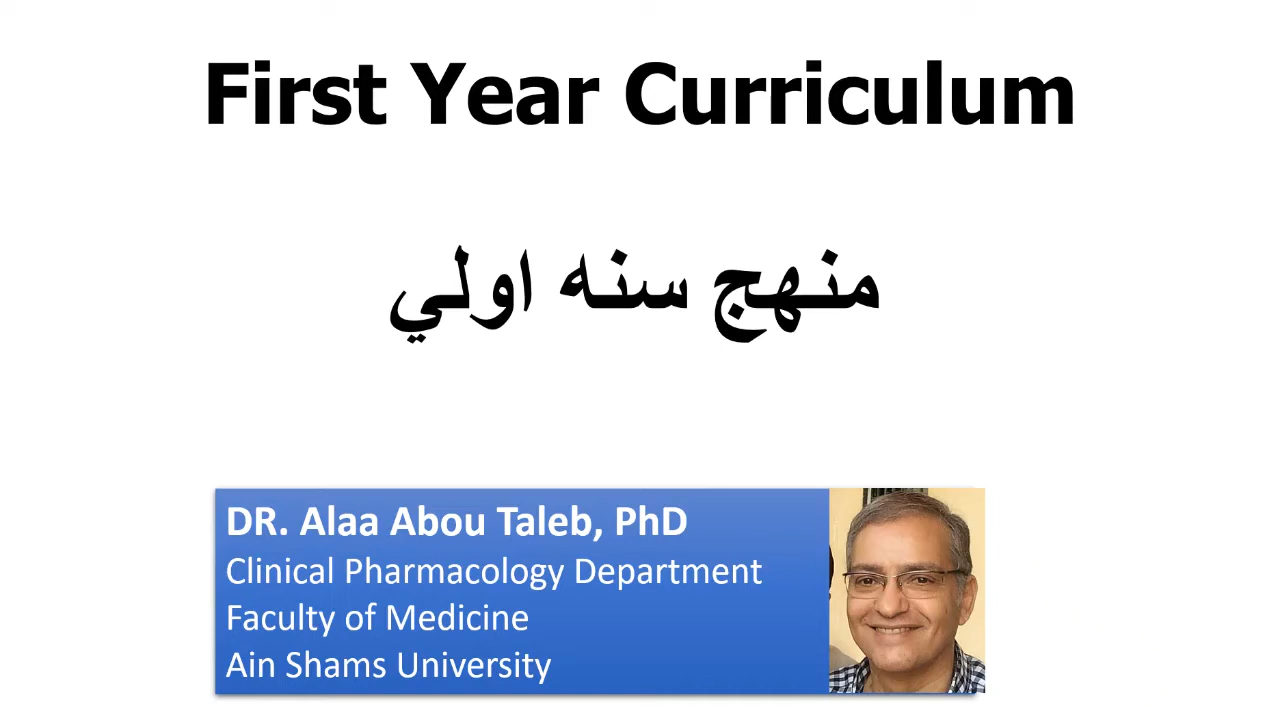 First Year Curriculum
منهج سنه اولي
DR. Alaa Abou Taleb, PhD
Clinical Pharmacology Department
Faculty of Medicine
Ain Shams University